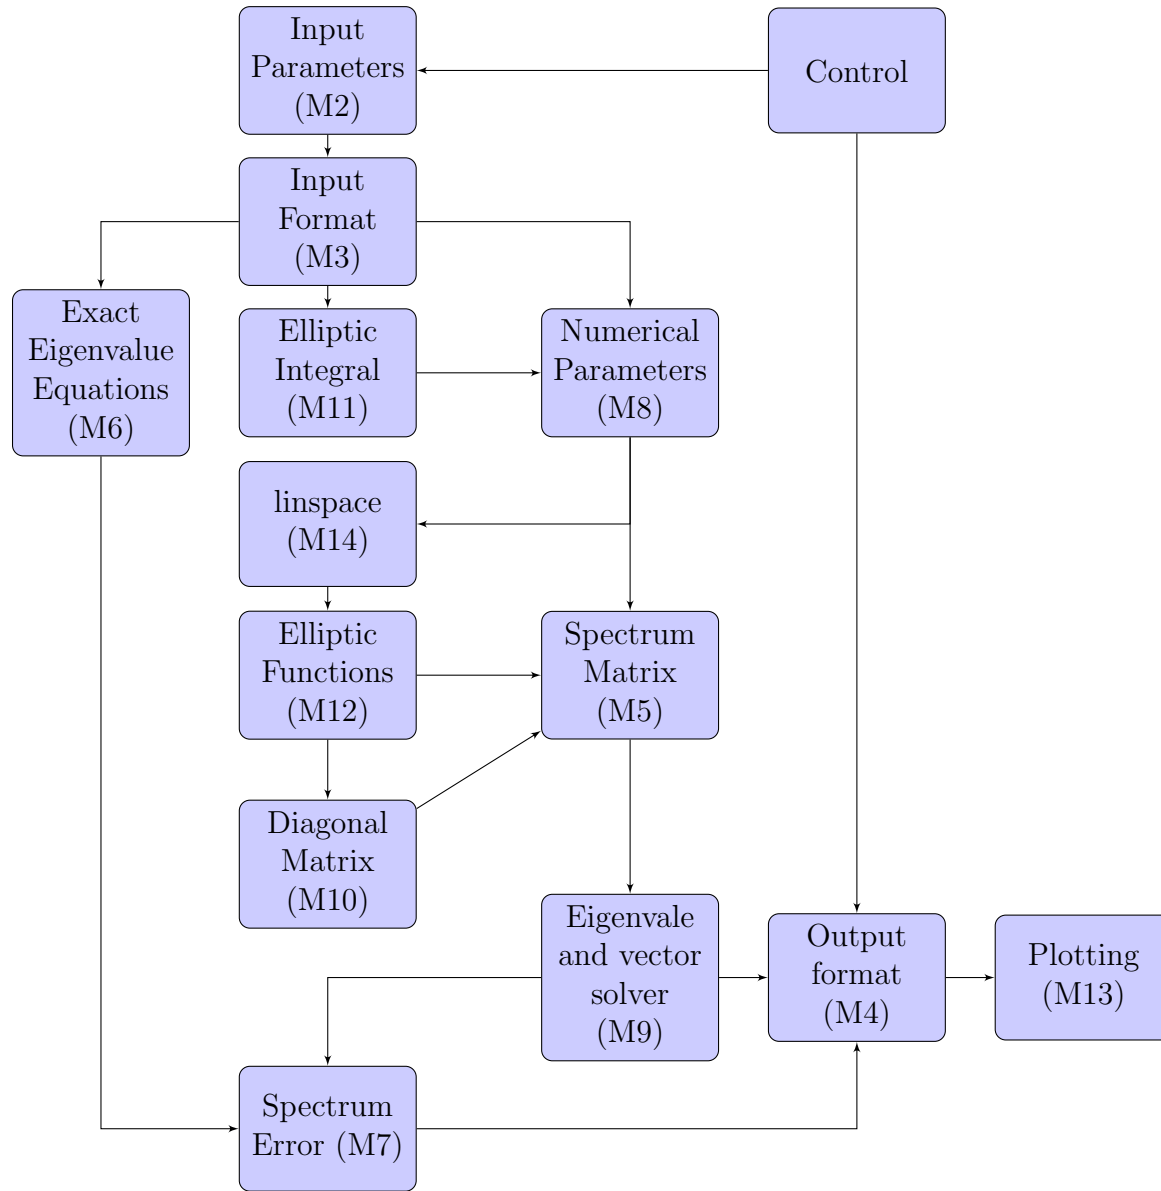 Input
Parameters
(M2)
Control
Input
Format
(M3)
Exact
Eigenvalue
Equations
(M6)
Elliptic
Integral
(M11)
Numerical
Parameters
(M8)
linspace
(M14)
Elliptic
Functions
(M12)
Spectrum
Matrix
(M5)
Diagonal
Matrix
(M10)
Eigenvale
and vector
solver
(M9)
Output
format
(M4)
Plotting
(M13)
Spectrum
Error (M7)